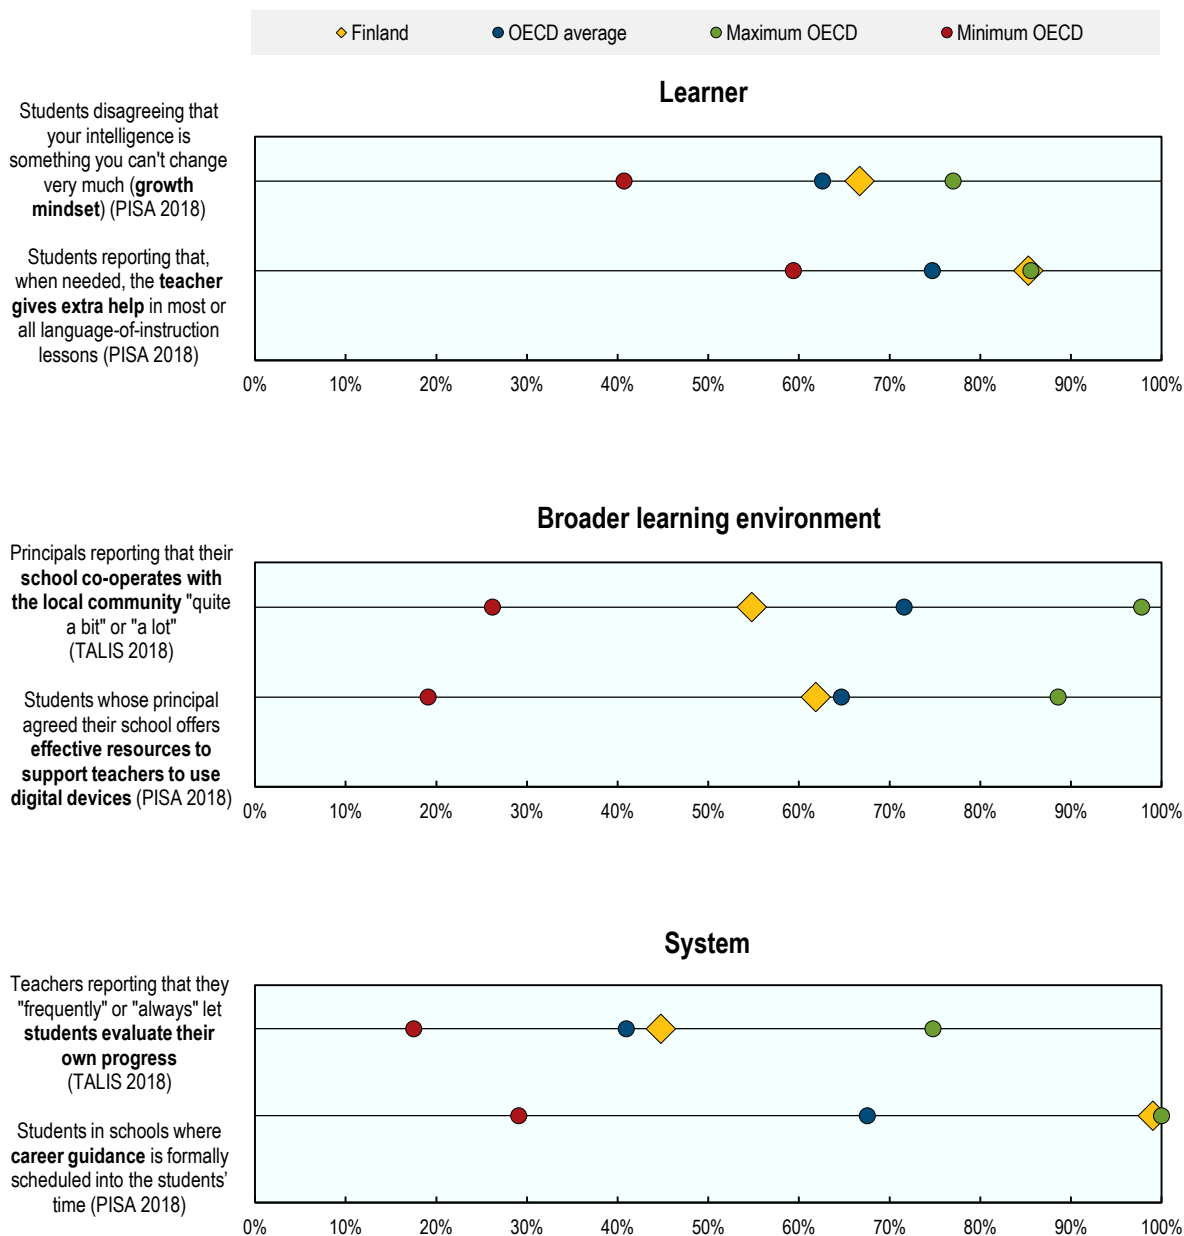 Finland OECD average Maximum OECD Minimum OECD
Learner
Students disagreeing that
your intelligence is
something you can't change
very much (growth
mindset) (PISA 2018)
Students reporting that,
when needed, the teacher
gives extra help in most or
all language-of-instruction
lessons (PISA 2018)
0% 10% 20% 30% 40% 50% 60% 70% 80% 90% 100%
Broader learning environment
Principals reporting that their
school co-operates with
the local community "quite
a bit" or "a lot"
(TALIS 2018)
Students whose principal
agreed their school offers
effective resources to
support teachers to use
digital devices (PISA 2018)
0% 10% 20% 30% 40% 50% 60% 70% 80% 90% 100%
System
Teachers reporting that they
"frequently" or "always" let
students evaluate their
own progress
(TALIS 2018)
Students in schools where
career guidance is formally
scheduled into the students’
time (PISA 2018)
0% 10% 20% 30% 40% 50% 60% 70% 80% 90% 100%